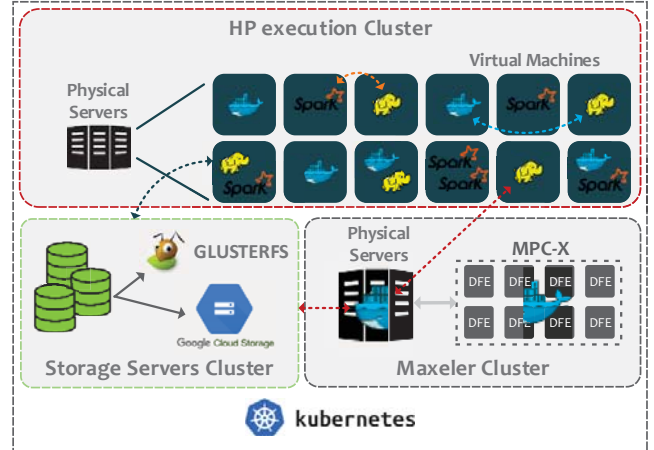 HP execution Cluster
Virtual Machines
Physical
Servers
Spark
Spark
Spark
Spark
Spark
Spark
GLUSTERFS
Google Cloud Storage
Storage Servers Cluster
Physical
Servers
MPC-X
DFE DFE DFE DFE
DFE DFE DFE DFE
Maxeler Cluster
kubernetes